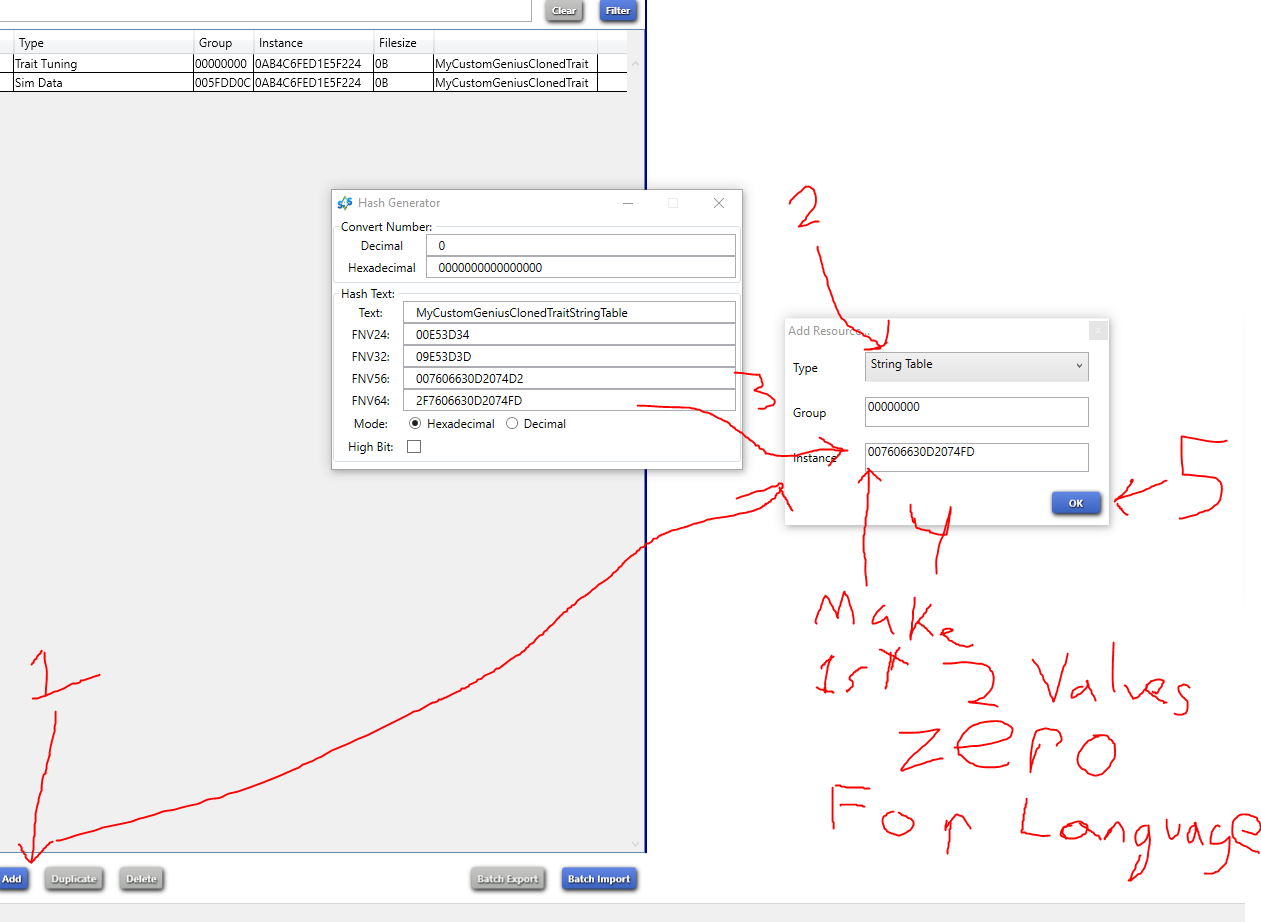 Clear Filter
Type Group Instance Filesize
Trait Tuning 00000000 0AB4C6FED1E5F224 0B MyCustomGeniusClonedTrait
Sim Data 005FDD0C 0AB4C6FED1E5F224 0B MyCustomGeniusClonedTrait
Hash Generator
Convert Number:
Decimal 0
Hexadecimal 0000000000000000
Hash Text:
Text: MyCustomGeniusClonedTraitStringTable
FNV24: 00E53D34
FNV32: 09E53D3D
FNV56: 007606630D2074D2
FNV64: 2F7606630D2074FD
Mode: Hexadecimal Decimal
High Bit:
2
Add Resource...
Type String Table
3
Group 00000000
Instance 007606630D2074FD
OK
5
4
Make
1st 2 Values
zero
For Language
1
Add Duplicate Delete Batch Export Batch Import